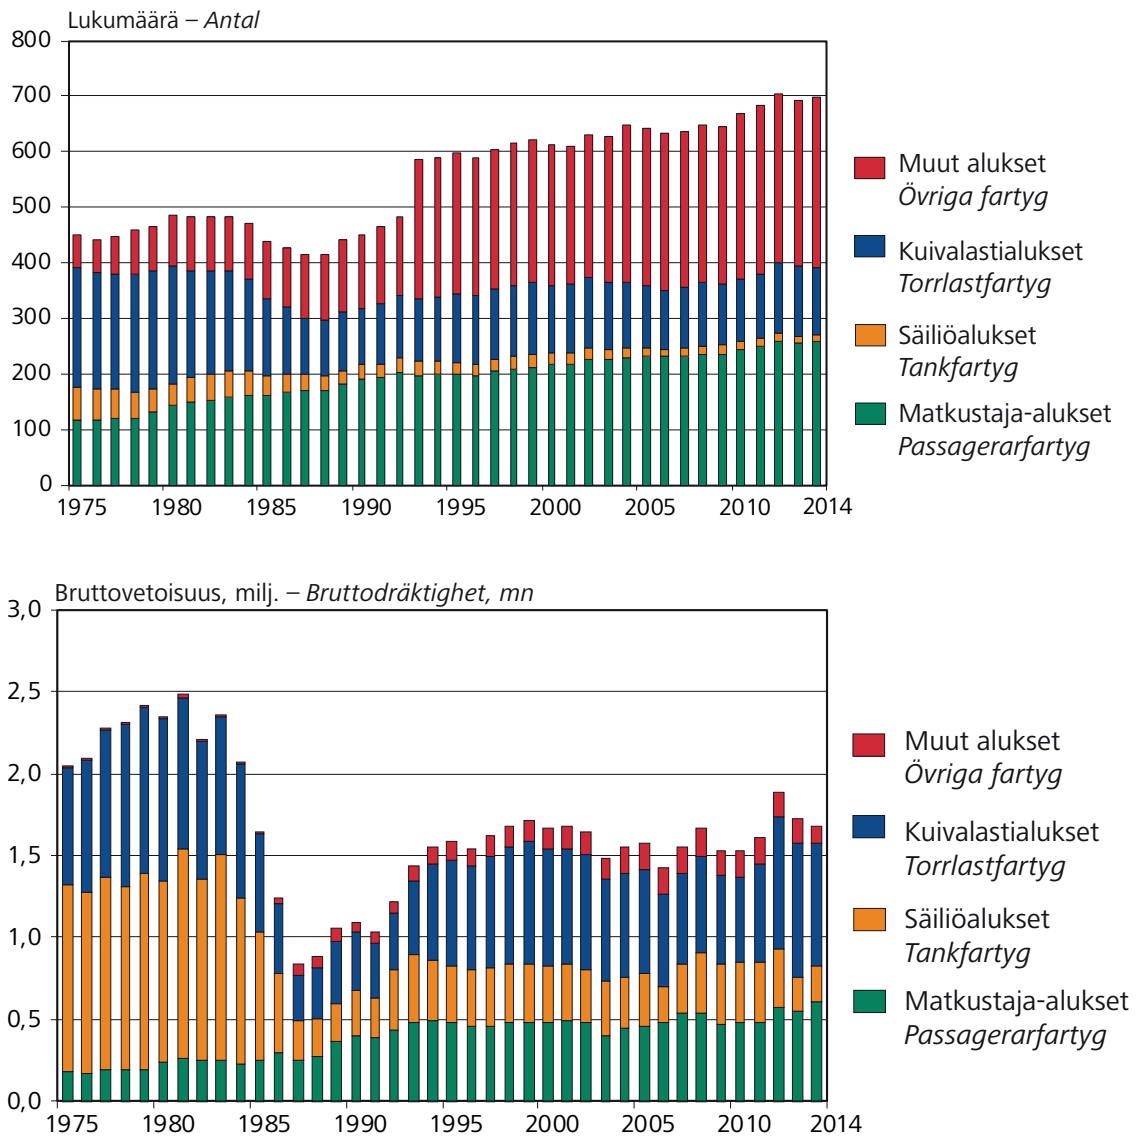 Lukumäärä – Antal
800
700
600
500
400
300
200
100
0
1975 1980 1985 1990 1995 2000 2005 2010 2014
Muut alukset
Övriga fartyg
Kuivalastialukset
Torrlastfartyg
Säiliöalukset
Tankfartyg
Matkustaja-alukset
Passagerarfartyg
Bruttovetoisuus, milj. – Bruttodräktighet, mn
3,0
2,5
2,0
1,5
1,0
0,5
0,0
1975 1980 1985 1990 1995 2000 2005 2010 2014
Muut alukset
Övriga fartyg
Kuivalastialukset
Torrlastfartyg
Säiliöalukset
Tankfartyg
Matkustaja-alukset
Passagerarfartyg